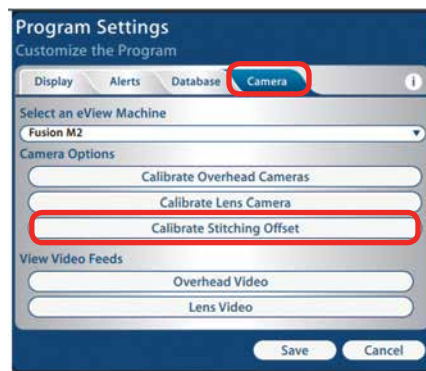 Program Settings
Customize the Program
Display Alerts Database Camera i
Select an eView Machine
Fusion M2
Camera Options
Calibrate Overhead Cameras
Calibrate Lens Camera
Calibrate Stitching Offset
View Video Feeds
Overhead Video
Lens Video
Save Cancel